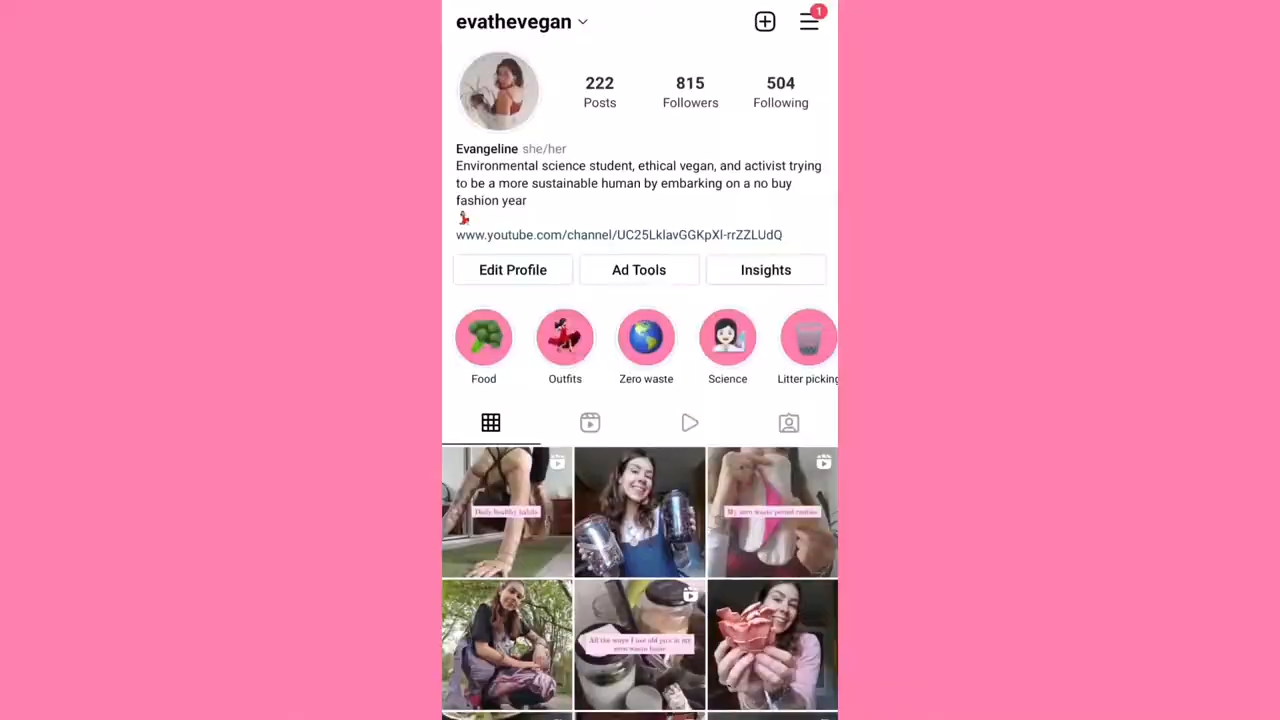 evathevegan
1
222
815
504
Posts
Followers
Following
Evangeline she/her
Environmental science student, ethical vegan, and activist trying
to be a more sustainable human by embarking on a no buy
fashion year
www.youtube.com/channel/UC25LklavGGKpXl-rrZZLUdQ
Edit Profile
Ad Tools
Insights
Food
Outfits
Zero waste
Science
Litter picking
Daily healthy habits
My zero waste period routine
All the ways I use old jars in my
zero waste home